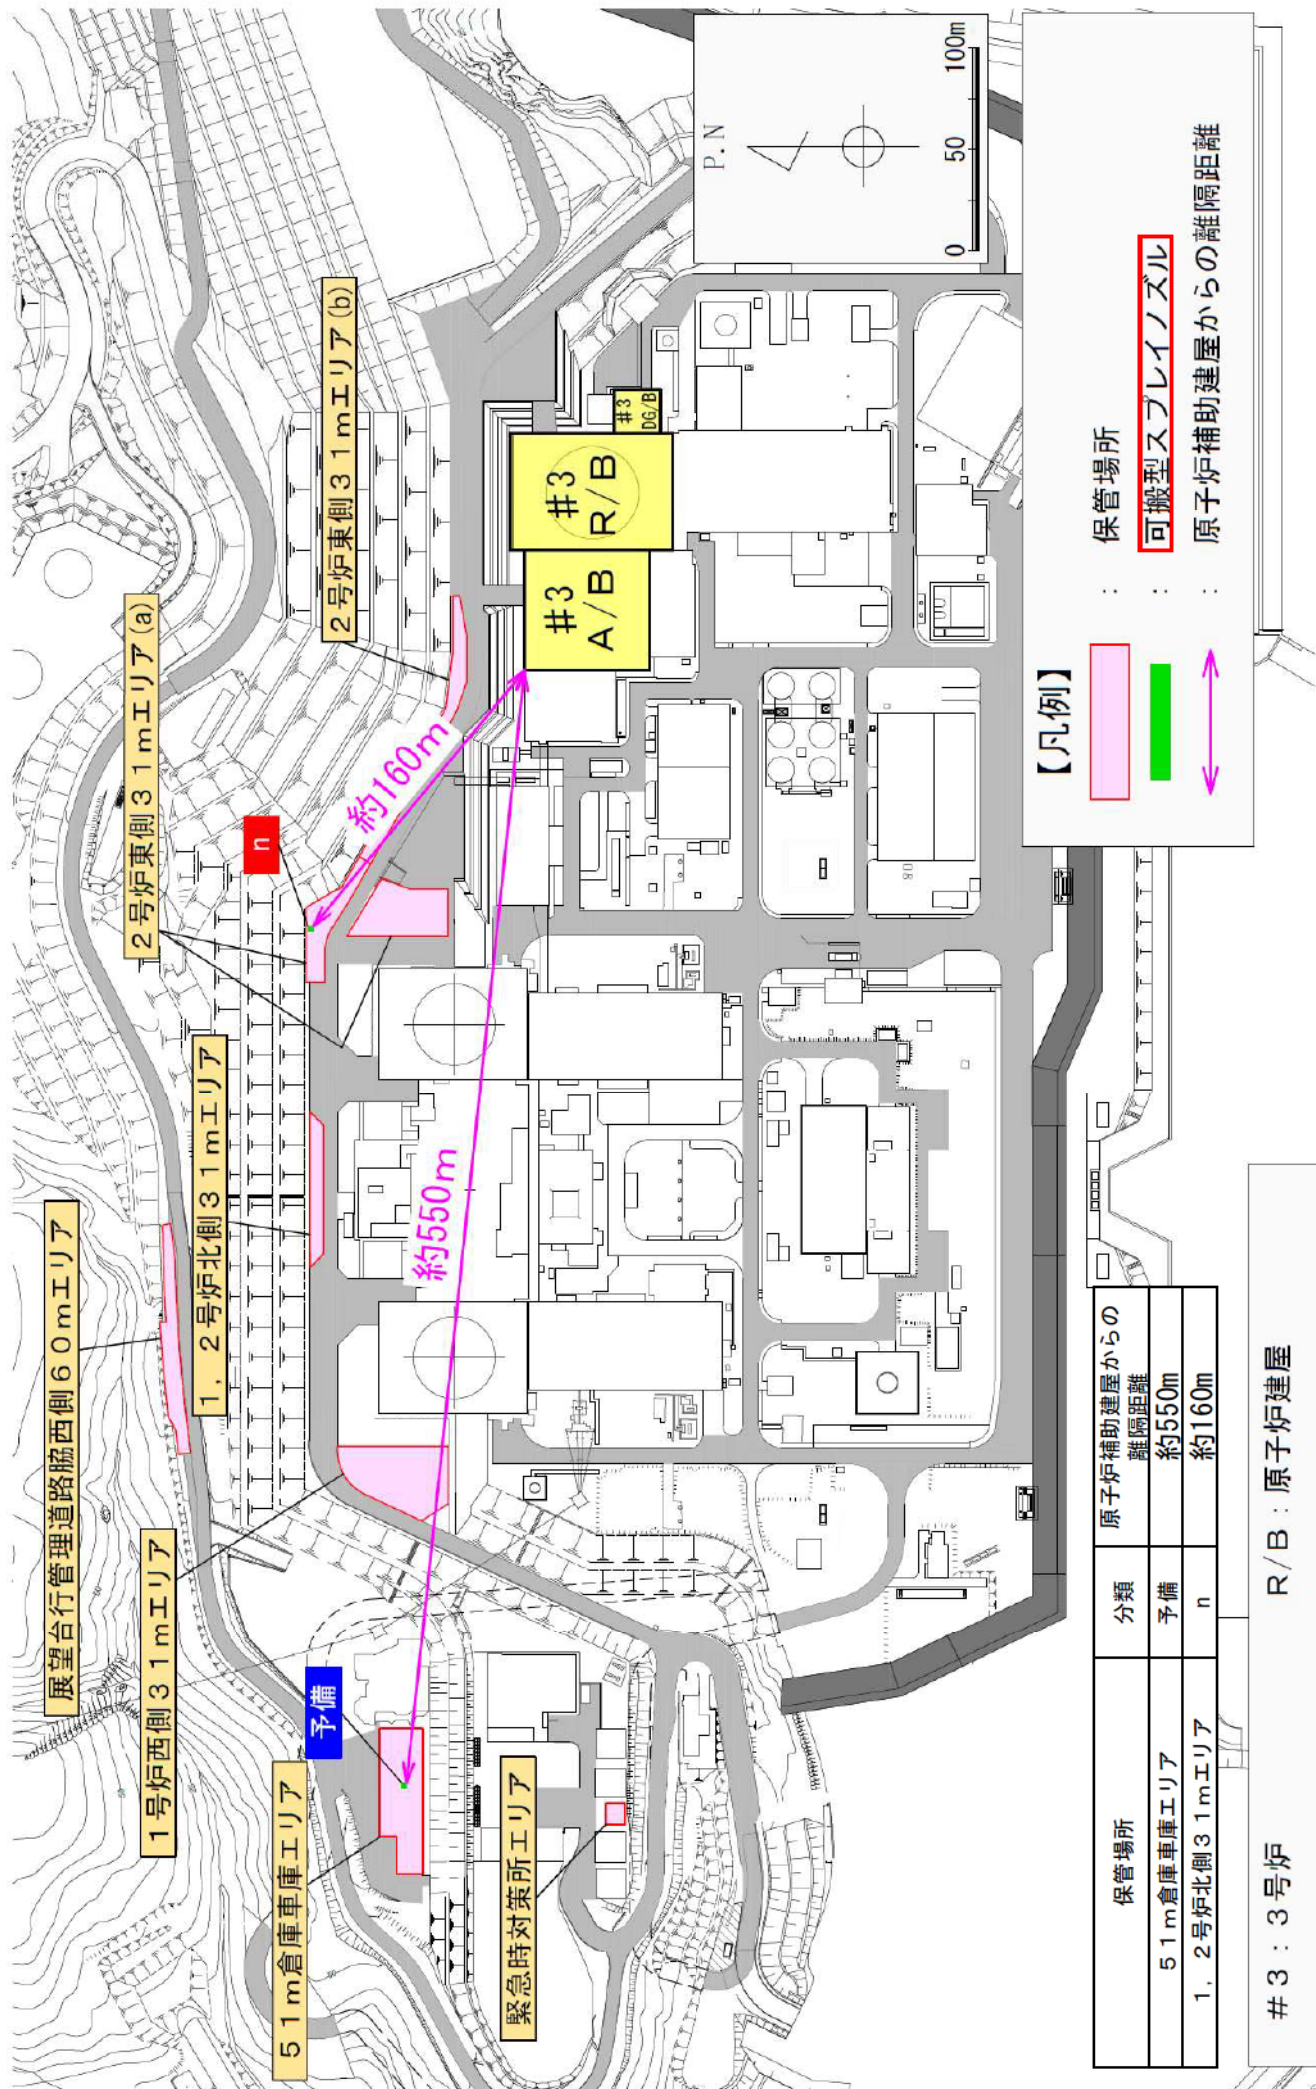 展望台行管理道路脇西側６０ｍエリア
１号炉西側３１ｍエリア
５１ｍ倉庫車庫エリア
予備
緊急時対策所エリア
１，２号炉北側３１ｍエリア
２号炉東側３１ｍエリア(a)
２号炉東側３１ｍエリア(b)
n
約160m
約550m
#3
A/B
#3
R/B
#3
DG/B
P.N
0 50 100m
【凡例】
： 保管場所
： 可搬型スプレイノズル
： 原子炉補助建屋からの離隔距離
保管場所 分類 原子炉補助建屋からの
離隔距離
５１ｍ倉庫車庫エリア 予備 約550m
１，２号炉北側３１ｍエリア n 約160m
＃３：３号炉 R/B：原子炉建屋